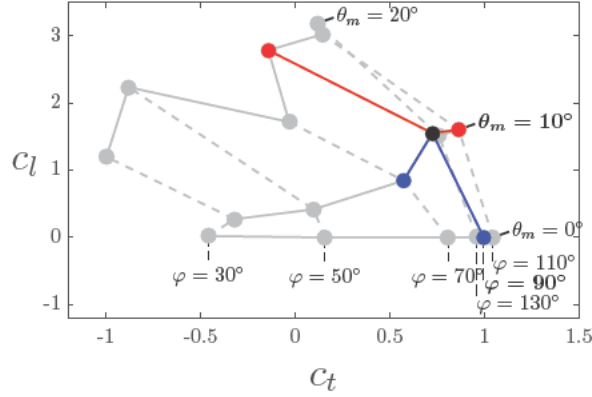 3
θm = 20°
2
θm = 10°
cl
1
0
θm = 0°
φ = 30°
φ = 50°
φ = 70°
φ = 110°
φ = 90°
φ = 130°
-1
-1
-0.5
0
0.5
1
1.5
ct